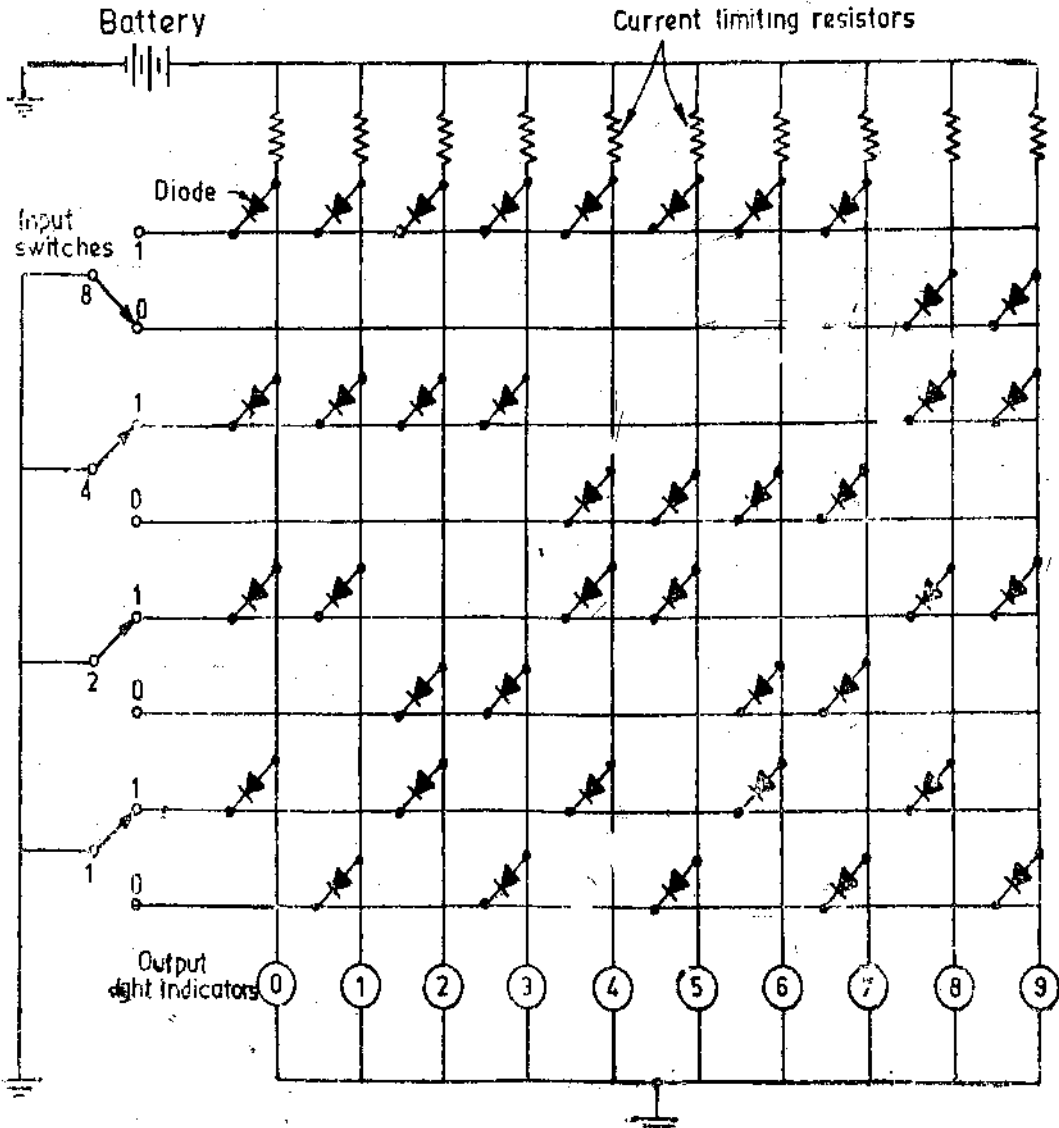 Battery
Current limiting resistors
Diode
Input
switches
1
8
0
1
4
0
1
2
0
1
1
0
Output
light indicators
0 1 2 3 4 5 6 7 8 9